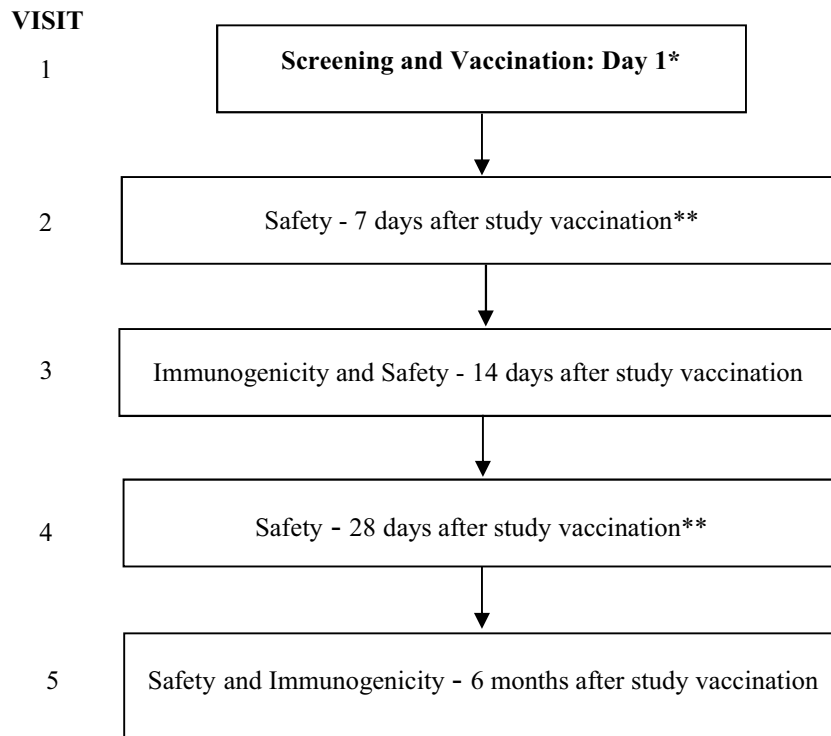 VISIT
1
Screening and Vaccination: Day 1*
2
Safety - 7 days after study vaccination**
3
Immunogenicity and Safety - 14 days after study vaccination
4
Safety - 28 days after study vaccination**
5
Safety and Immunogenicity - 6 months after study vaccination